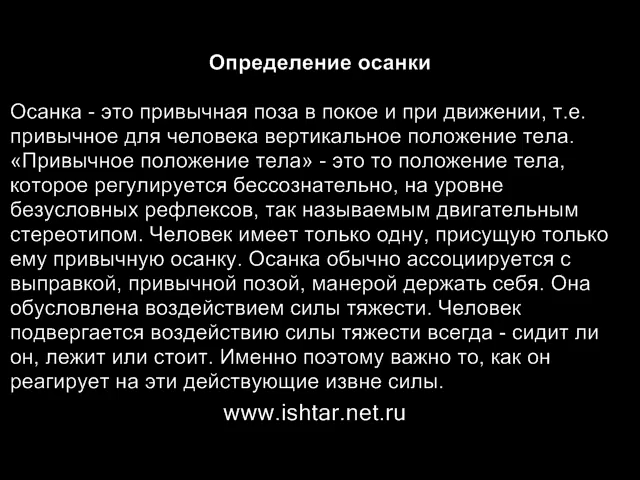 Определение осанки
Осанка - это привычная поза в покое и при движении, т.е.
привычное для человека вертикальное положение тела.
«Привычное положение тела» - это то положение тела,
которое регулируется бессознательно, на уровне
безусловных рефлексов, так называемым двигательным
стереотипом. Человек имеет только одну, присущую только
ему привычную осанку. Осанка обычно ассоциируется с
выправкой, привычной позой, манерой держать себя. Она
обусловлена воздействием силы тяжести. Человек
подвергается воздействию силы тяжести всегда - сидит ли
он, лежит или стоит. Именно поэтому важно то, как он
реагирует на эти действующие извне силы.
www.ishtar.net.ru